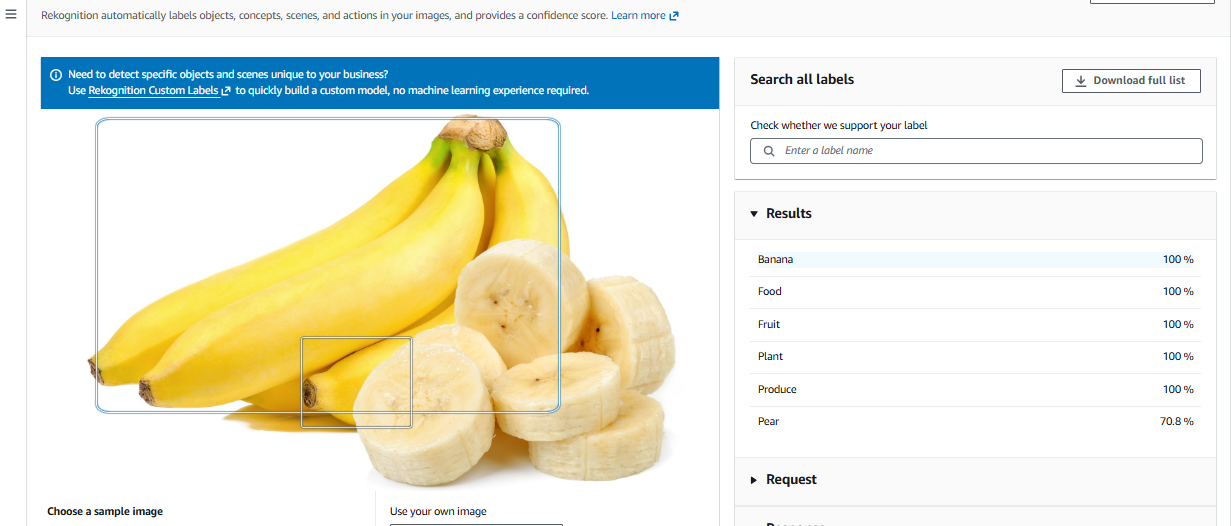 Rekognition automatically labels objects, concepts, scenes, and actions in your images, and provides a confidence score. Learn more
Need to detect specific objects and scenes unique to your business?
Use Rekognition Custom Labels to quickly build a custom model, no machine learning experience required.
Choose a sample image
Use your own image
Search all labels
Download full list
Check whether we support your label
Enter a label name
Results
Banana 100 %
Food 100 %
Fruit 100 %
Plant 100 %
Produce 100 %
Pear 70.8 %
Request